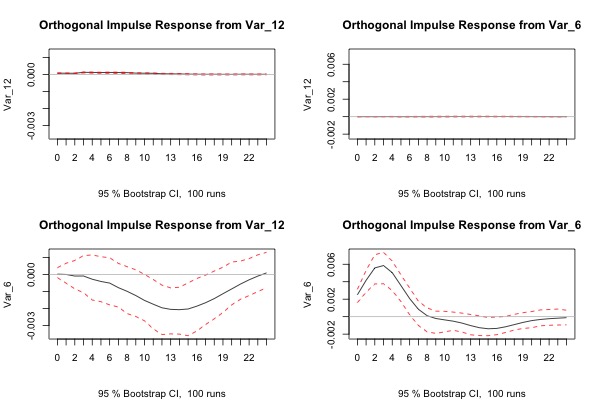 Orthogonal Impulse Response from Var_12
Var_12
0.000
-0.003
0 2 4 6 8 10 13 16 19 22
95 % Bootstrap CI, 100 runs
Orthogonal Impulse Response from Var_6
Var_12
0.006
0.002
-0.002
0 2 4 6 8 10 13 16 19 22
95 % Bootstrap CI, 100 runs
Orthogonal Impulse Response from Var_12
Var_6
0.000
-0.003
0 2 4 6 8 10 13 16 19 22
95 % Bootstrap CI, 100 runs
Orthogonal Impulse Response from Var_6
Var_6
0.006
0.002
-0.002
0 2 4 6 8 10 13 16 19 22
95 % Bootstrap CI, 100 runs